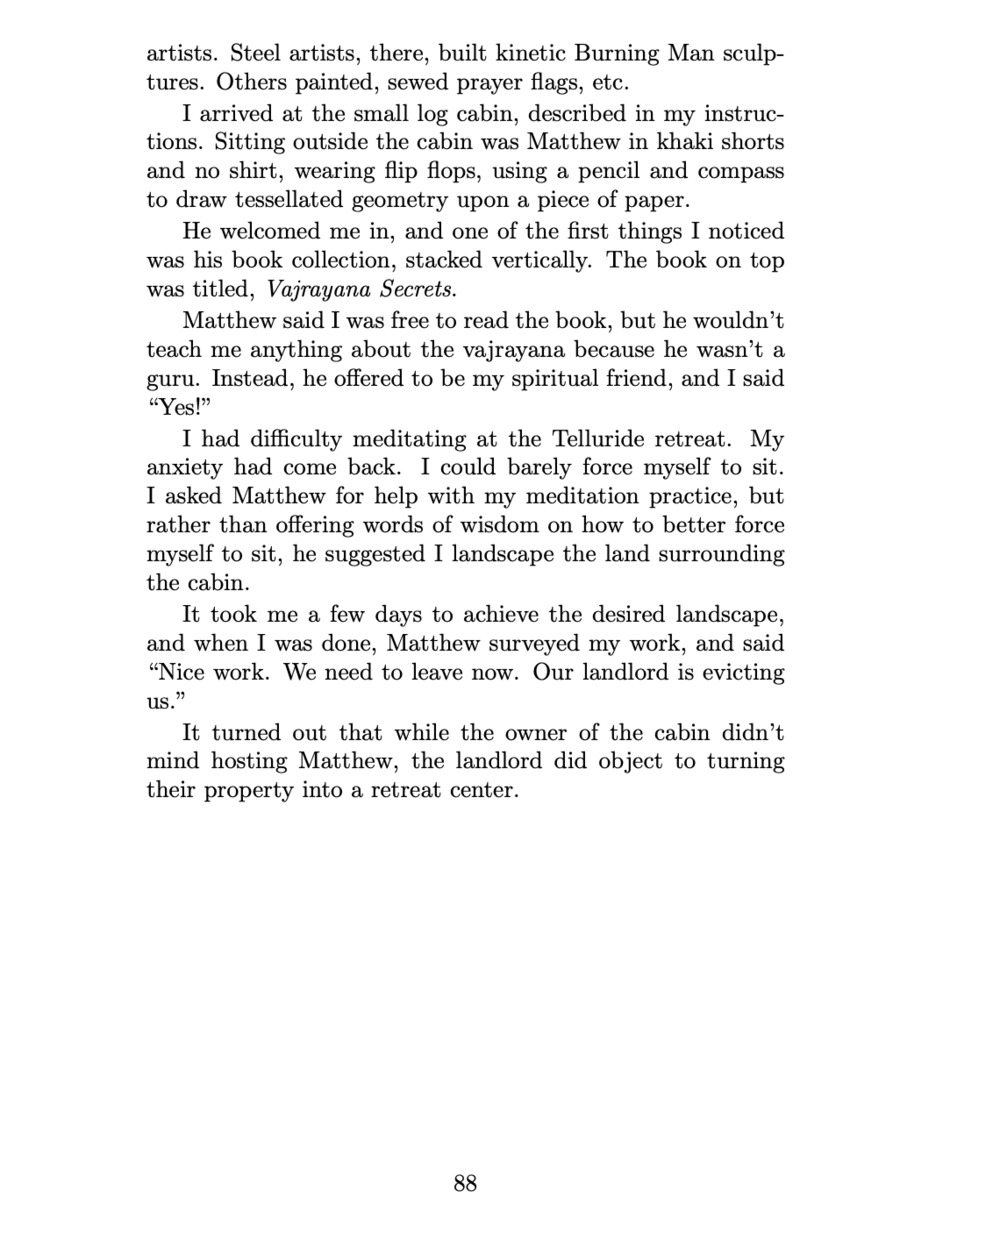 artists. Steel artists, there, built kinetic Burning Man sculp-
tures. Others painted, sewed prayer flags, etc.
I arrived at the small log cabin, described in my instruc-
tions. Sitting outside the cabin was Matthew in khaki shorts
and no shirt, wearing flip flops, using a pencil and compass
to draw tessellated geometry upon a piece of paper.
He welcomed me in, and one of the first things I noticed
was his book collection, stacked vertically. The book on top
was titled, Vajrayana Secrets.
Matthew said I was free to read the book, but he wouldn’t
teach me anything about the vajrayana because he wasn’t a
guru. Instead, he offered to be my spiritual friend, and I said
“Yes!”
I had difficulty meditating at the Telluride retreat. My
anxiety had come back. I could barely force myself to sit.
I asked Matthew for help with my meditation practice, but
rather than offering words of wisdom on how to better force
myself to sit, he suggested I landscape the land surrounding
the cabin.
It took me a few days to achieve the desired landscape,
and when I was done, Matthew surveyed my work, and said
“Nice work. We need to leave now. Our landlord is evicting
us.”
It turned out that while the owner of the cabin didn’t
mind hosting Matthew, the landlord did object to turning
their property into a retreat center.
88